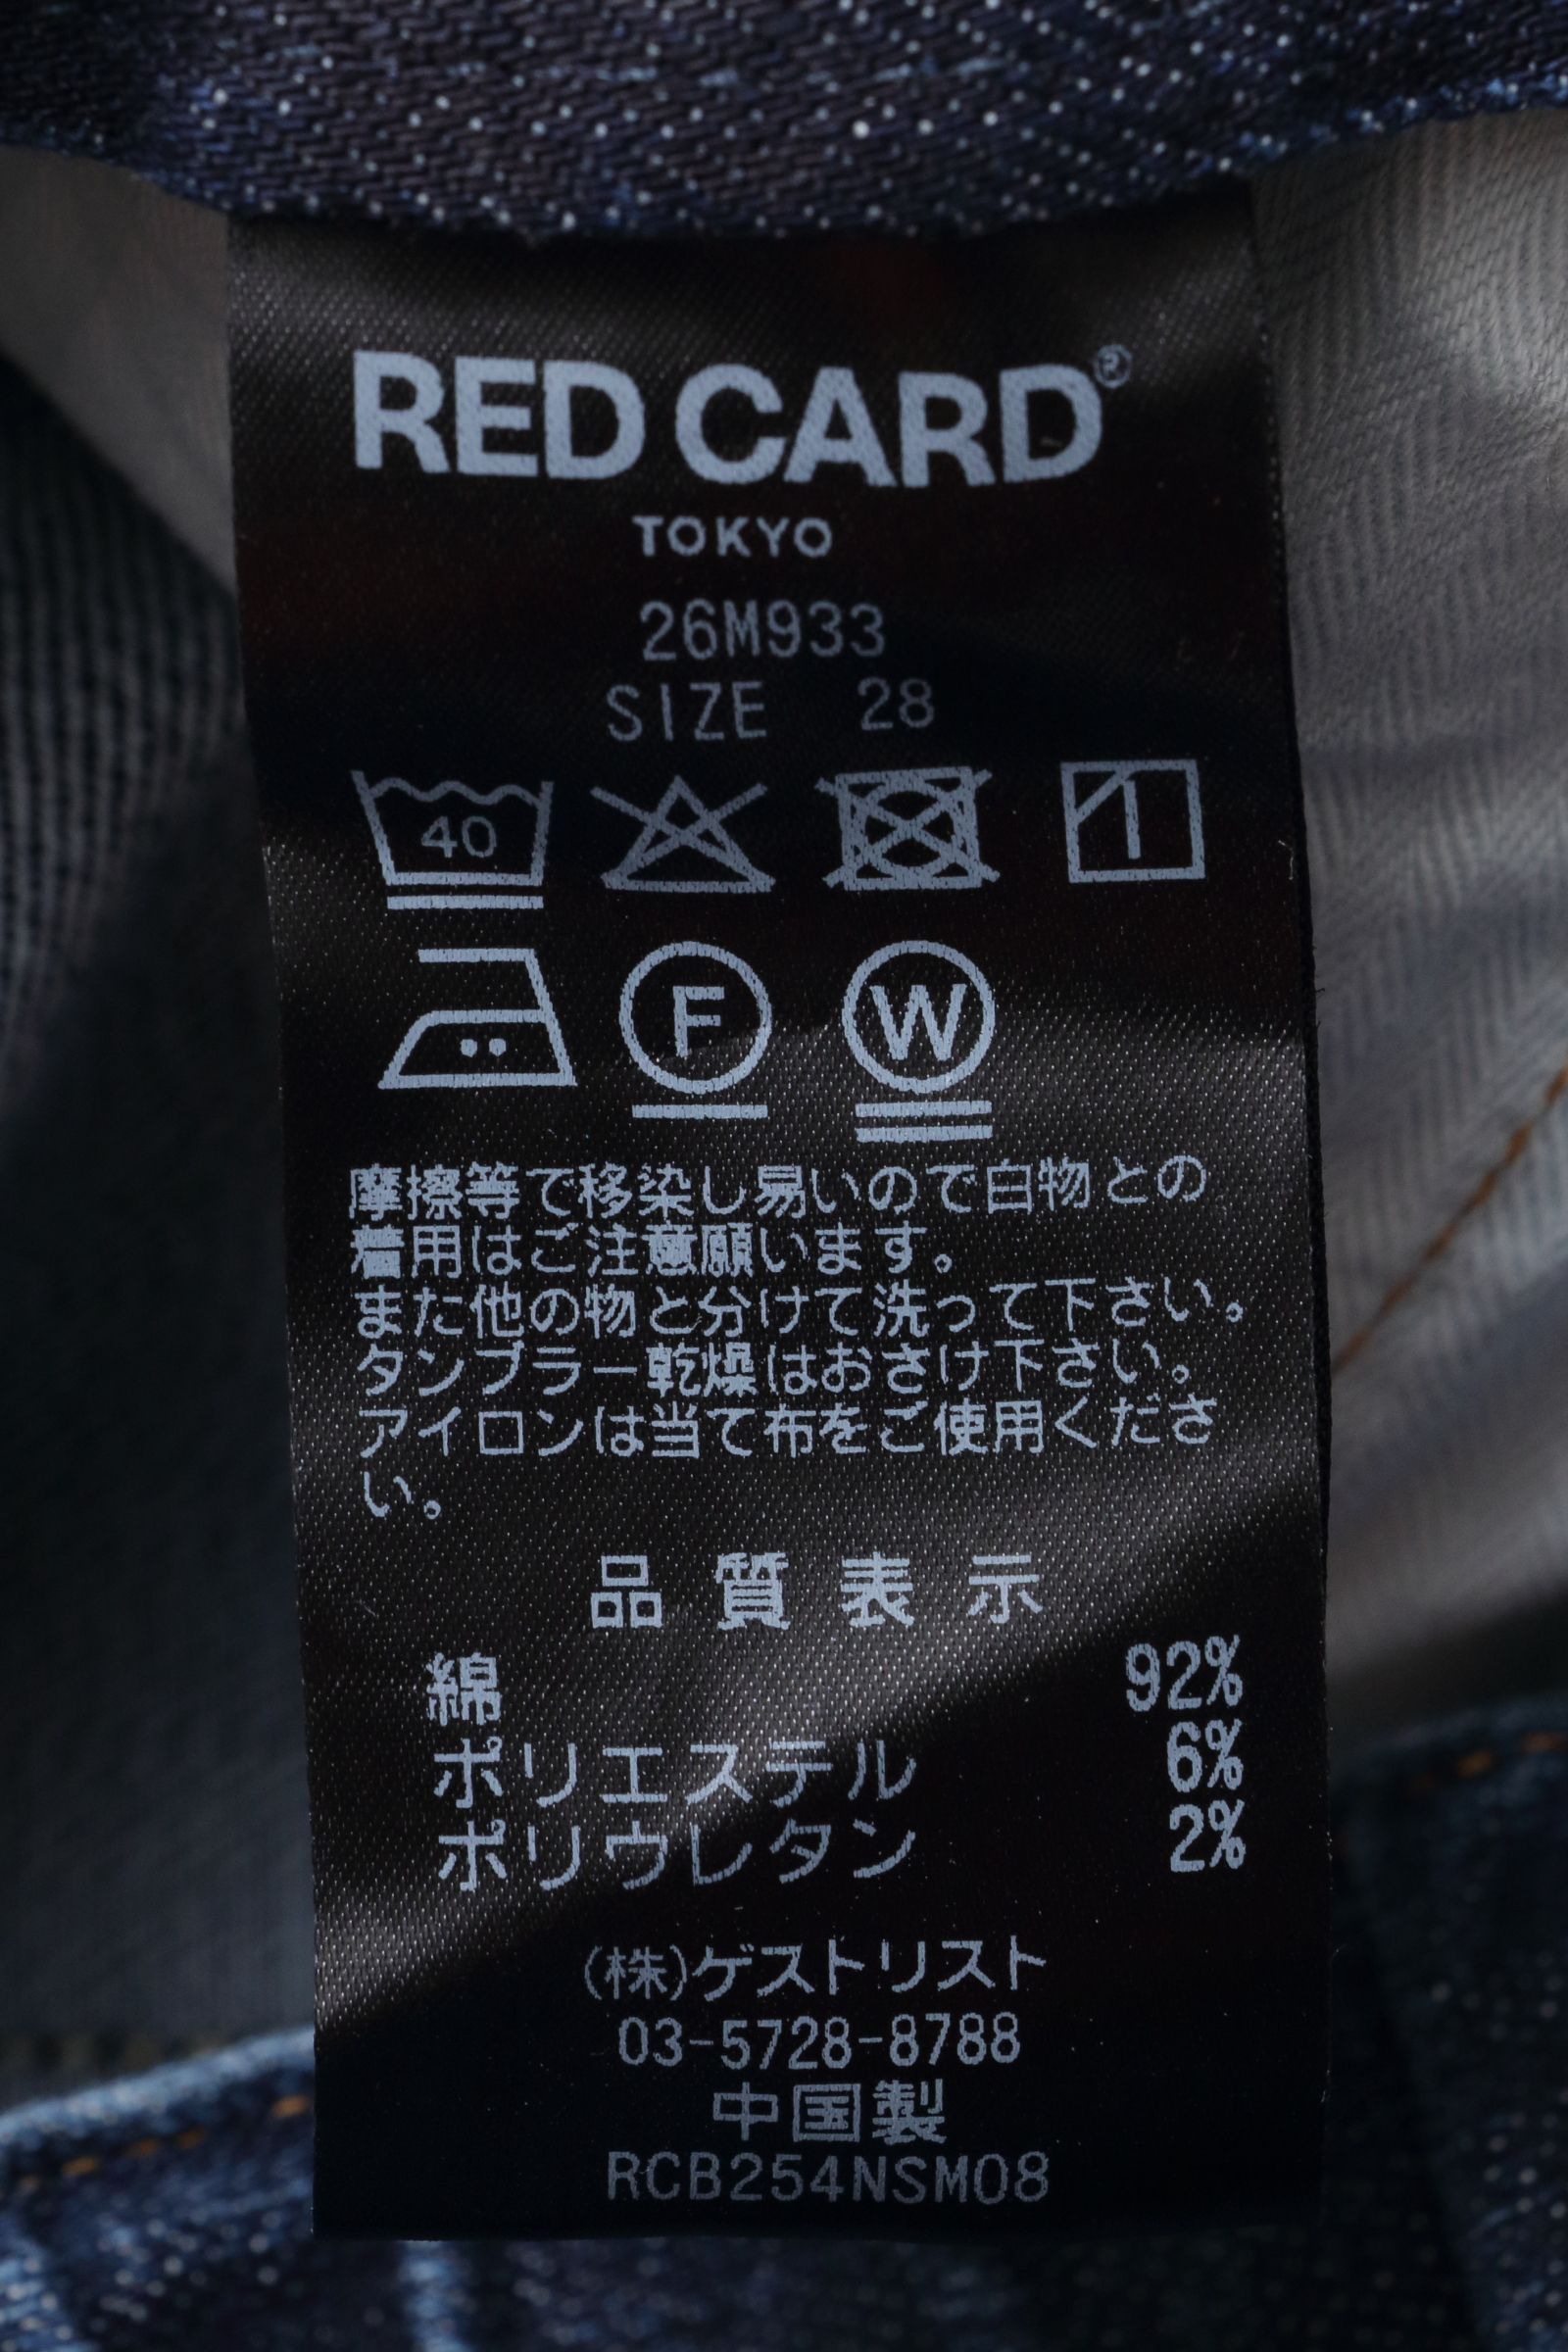 RED CARD®
TOKYO
26M933
SIZE 28
40
F W
摩擦等で移染し易いので白物との
着用はご注意願います。
また他の物と分けて洗って下さい。
タンブラー乾燥はおさけ下さい。
アイロンは当て布をご使用くださ
い。
品質表示
綿 92%
ポリエステル 6%
ポリウレタン 2%
(株)ゲストリスト
03-5728-8788
中国製
RCB254NSM08